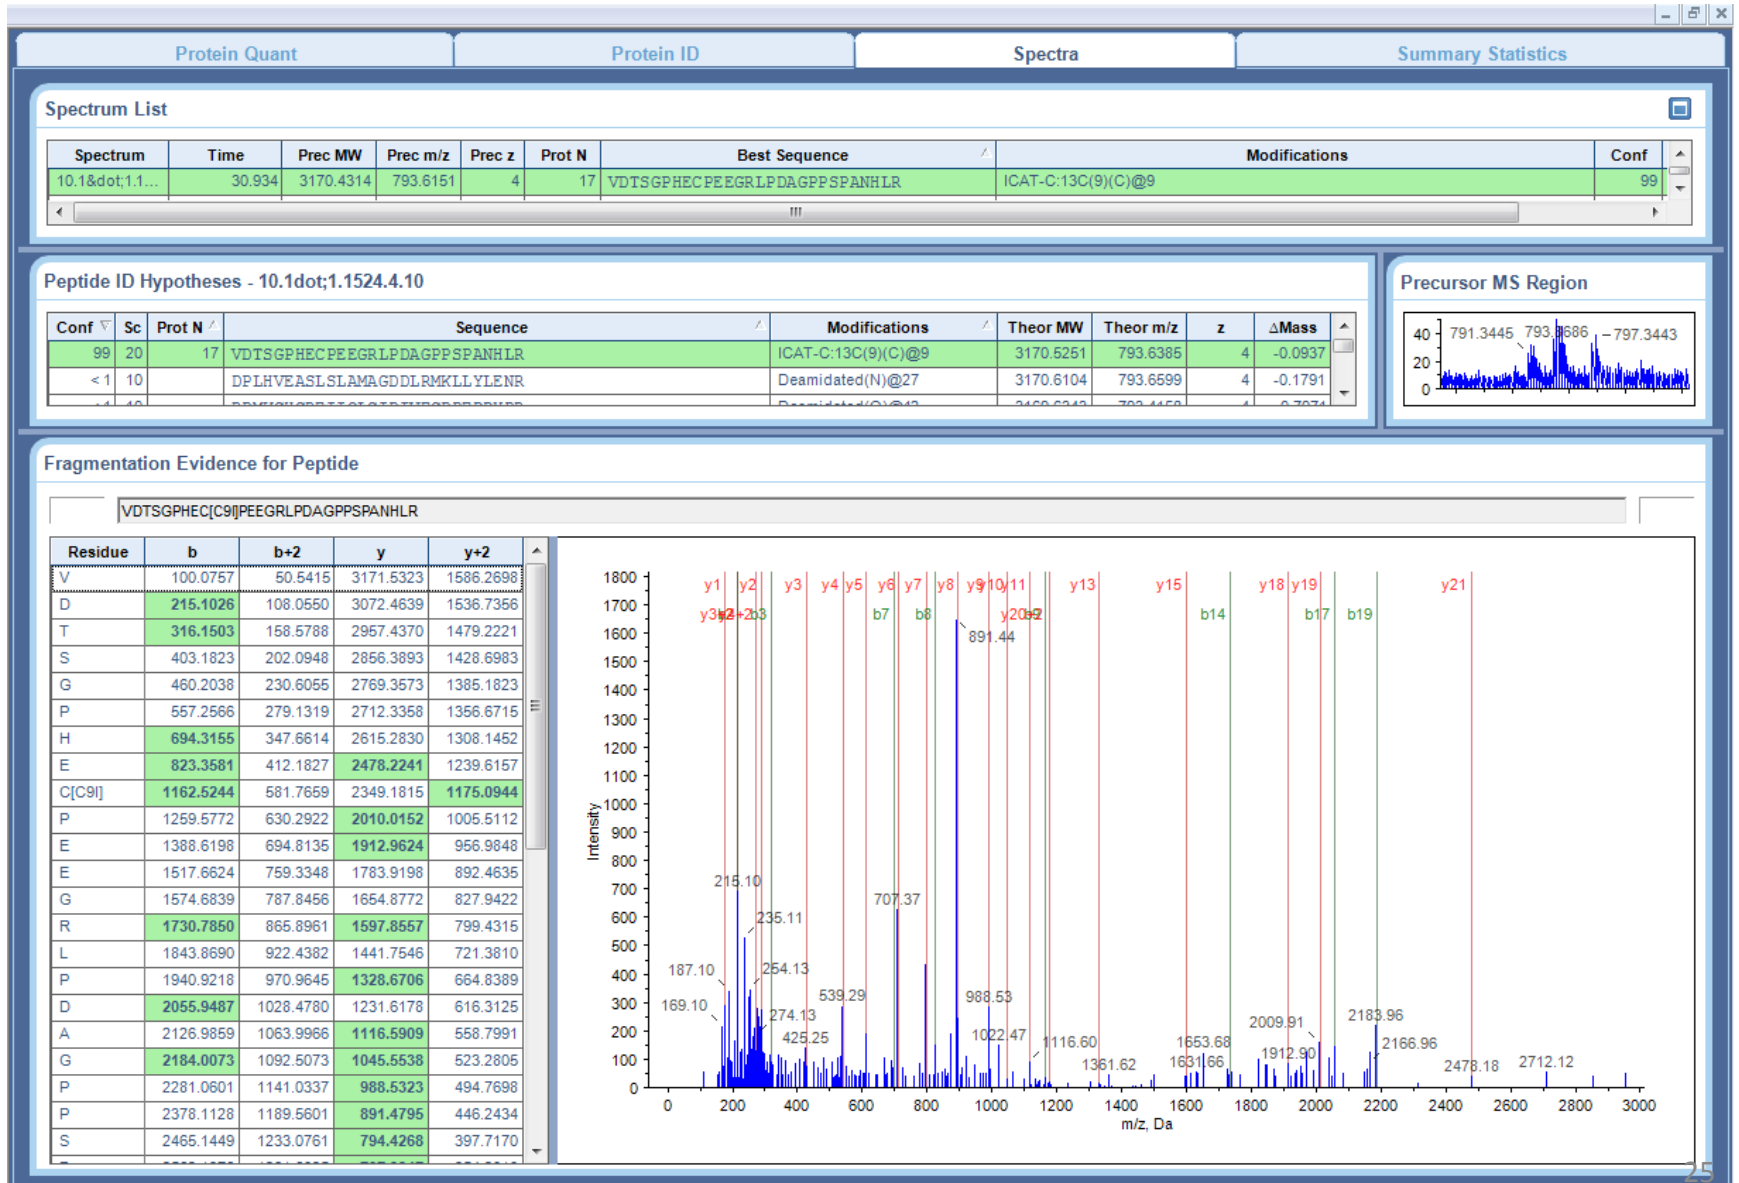 Protein Quant Protein ID Spectra Summary Statistics
Spectrum List
Spectrum Time Prec MW Prec m/z Prec z Prot N Best Sequence Modifications Conf
10.1&dot;1.1... 30.934 3170.4314 793.6151 4 17 VDTSGPHECPEEGRLPDAGPPSPANHLR ICAT-C:13C(9)(C)@9 99
Peptide ID Hypotheses - 10.1dot;1.1524.4.10
Conf Sc Prot N Sequence Modifications Theor MW Theor m/z z ΔMass
99 20 17 VDTSGPHECPEEGRLPDAGPPSPANHLR ICAT-C:13C(9)(C)@9 3170.5251 793.6385 4 -0.0937
<1 10 DPLHVEASLSLAMAGDDLRMKLLYLENR Deamidated(N)@27 3170.6104 793.6599 4 -0.1791
Precursor MS Region
40
20
0
791.3445 793.3686 797.3443
Fragmentation Evidence for Peptide
VDTSGPHEC[C9I]PEEGRLPDAGPPSPANHLR
Residue b b+2 y y+2
V 100.0757 50.5415 3171.5323 1586.2698
D 215.1026 108.0550 3072.4639 1536.7356
T 316.1503 158.5788 2957.4370 1479.2221
S 403.1823 202.0948 2856.3893 1428.6983
G 460.2038 230.6055 2769.3573 1385.1823
P 557.2566 279.1319 2712.3358 1356.6715
H 694.3155 347.6614 2615.2830 1308.1452
E 823.3581 412.1827 2478.2241 1239.6157
C[C9I] 1162.5244 581.7659 2349.1815 1175.0944
P 1259.5772 630.2922 2010.0152 1005.5112
E 1388.6198 694.8135 1912.9624 956.9848
E 1517.6624 759.3348 1783.9198 892.4635
G 1574.6839 787.8456 1654.8772 827.9422
R 1730.7850 865.8961 1597.8557 799.4315
L 1843.8690 922.4382 1441.7546 721.3810
P 1940.9218 970.9645 1328.6706 664.8389
D 2055.9487 1028.4780 1231.6178 616.3125
A 2126.9859 1063.9966 1116.5909 558.7991
G 2184.0073 1092.5073 1045.5538 523.2805
P 2281.0601 1141.0337 988.5323 494.7698
P 2378.1128 1189.5601 891.4795 446.2434
S 2465.1449 1233.0761 794.4268 397.7170
1800
1700
1600
1500
1400
1300
1200
1100
1000
900
800
700
600
500
400
300
200
100
0
Intensity
y1 y2 y3 y4 y5 y6 y7 y8 y9 y10 y11 y13 y15 y18 y19 y21
b3 b7 b8 b14 b17 b19
891.44
215.10
707.37
235.11
187.10 254.13
169.10 274.13 539.29 988.53
425.25 1022.47 1116.60
1361.62 1653.68
1631.66
1912.90 2009.91 2183.96
2166.96
2478.18 2712.12
0 200 400 600 800 1000 1200 1400 1600 1800 2000 2200 2400 2600 2800 3000
m/z, Da
25